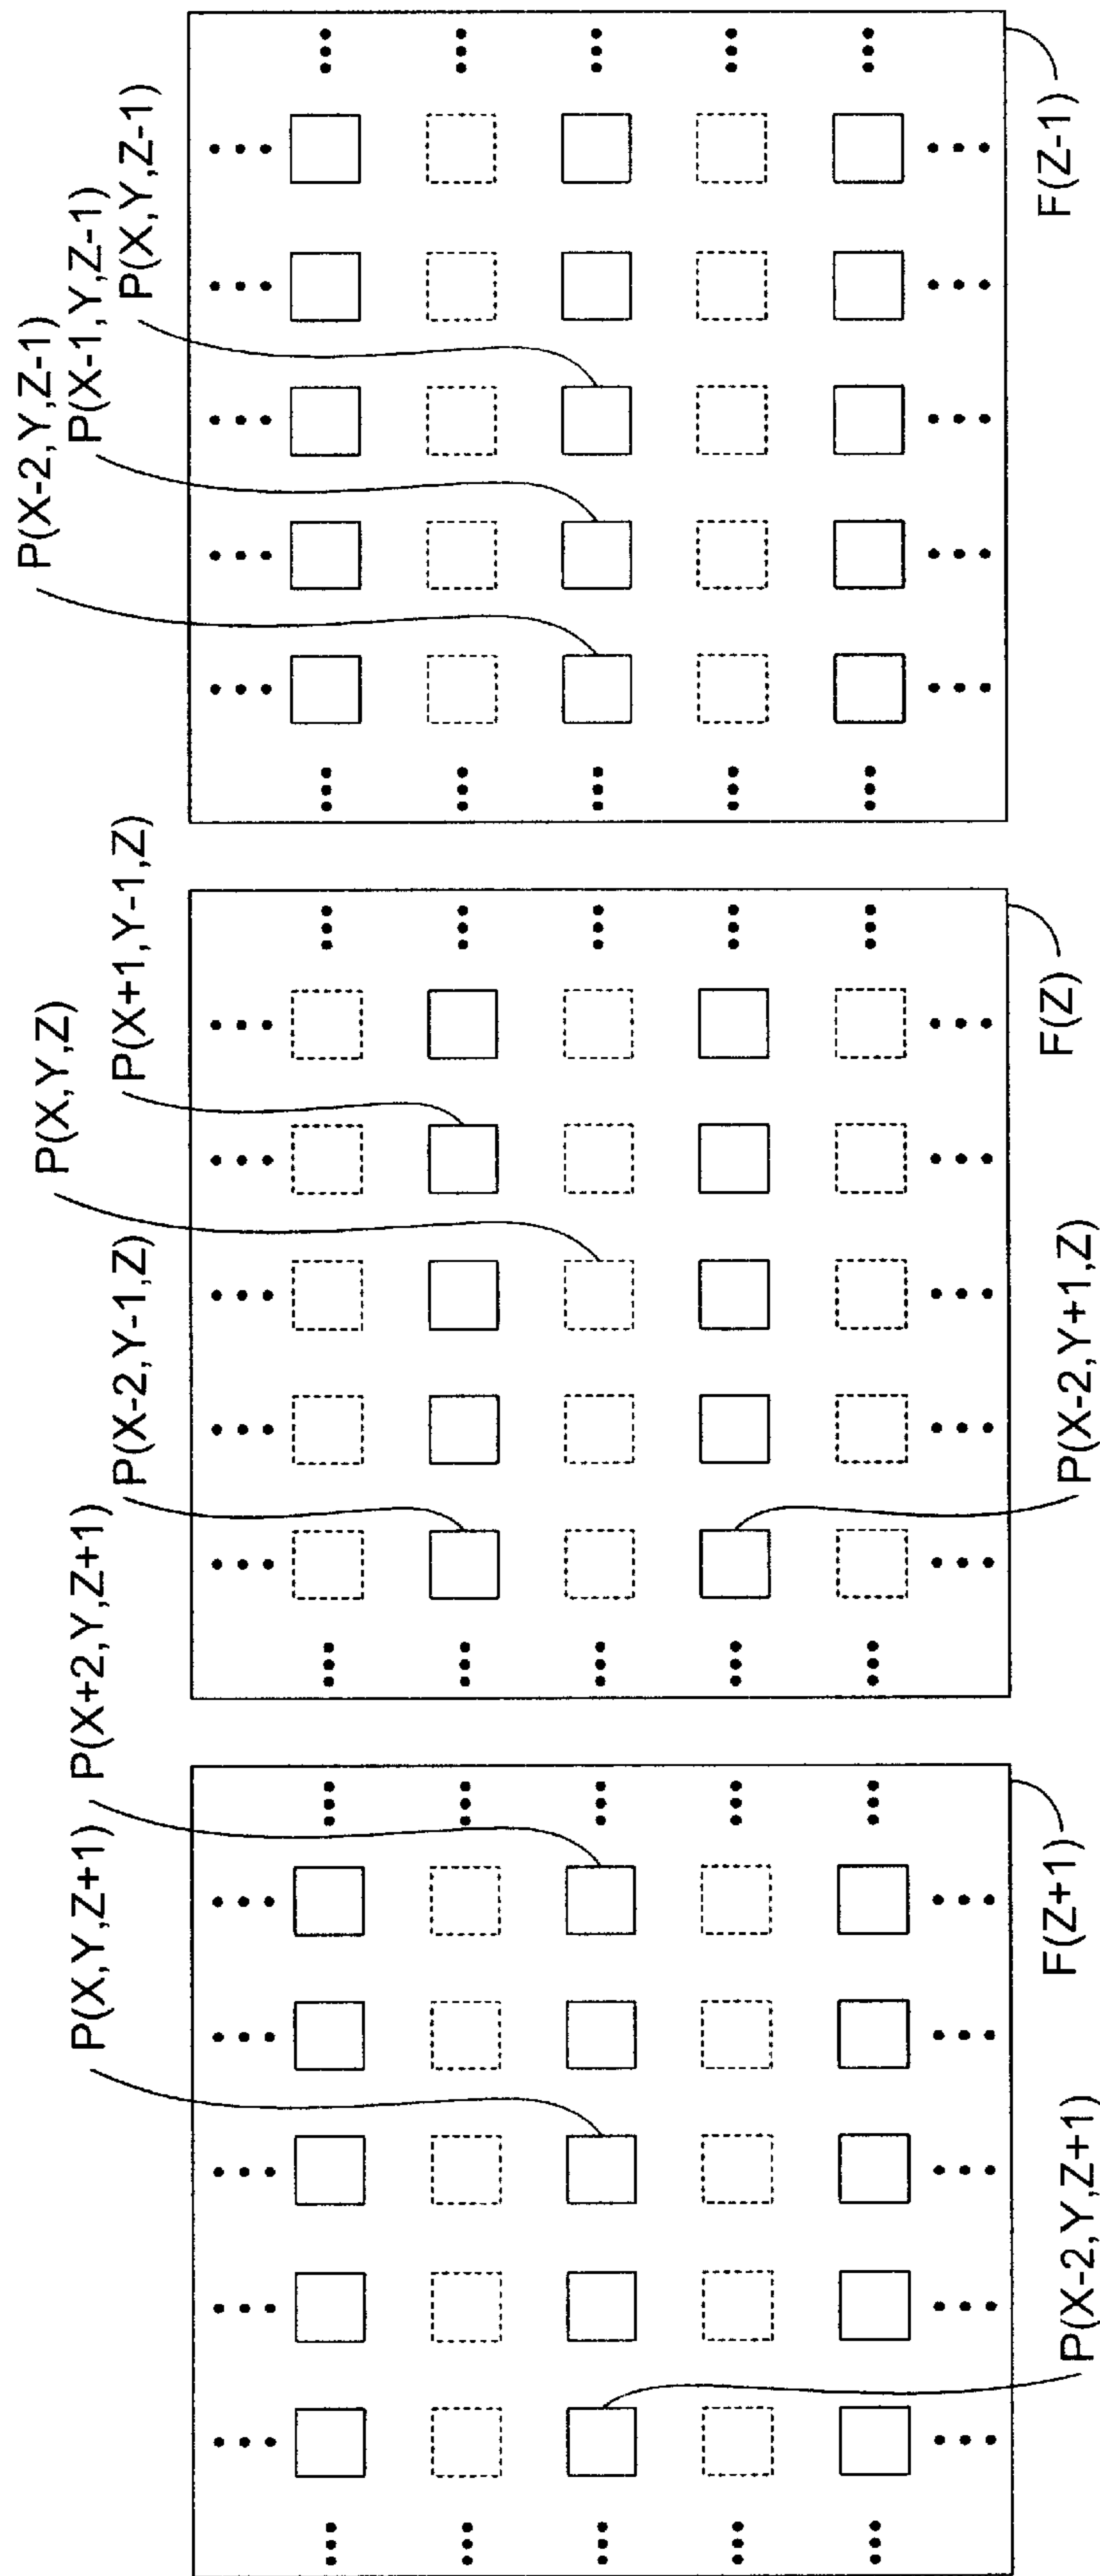 P(X,Y,Z+1)
P(X+2,Y,Z+1)
P(X-2,Y,Z+1)
F(Z+1)
P(X-2,Y-1,Z)
P(X,Y,Z)
P(X+1,Y-1,Z)
P(X-2,Y+1,Z)
F(Z)
P(X-2,Y,Z-1)
P(X-1,Y,Z-1)
P(X,Y,Z-1)
F(Z-1)